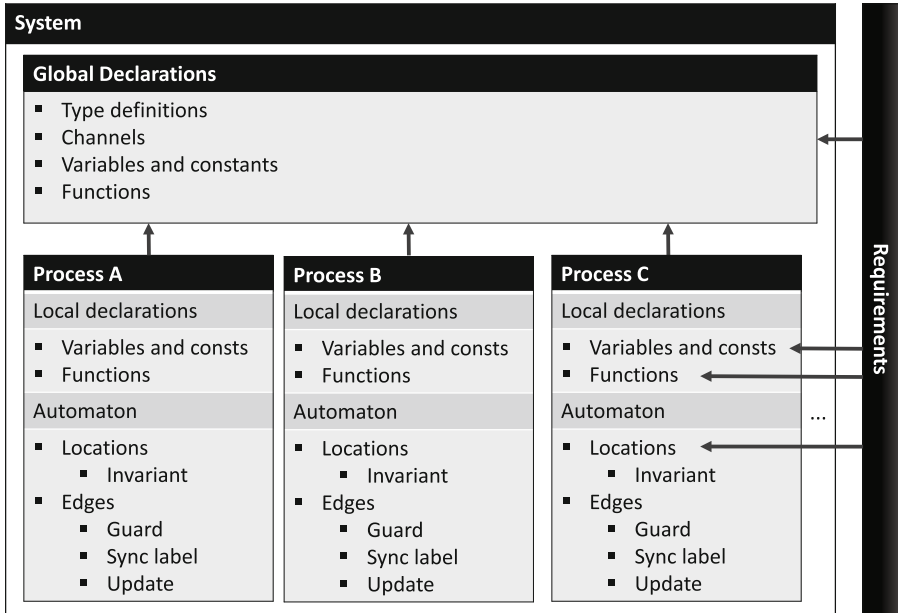 System
Global Declarations
▪ Type definitions
▪ Channels
▪ Variables and constants
▪ Functions
Process A
Local declarations
▪ Variables and consts
▪ Functions
Automaton
▪ Locations
▪ Invariant
▪ Edges
▪ Guard
▪ Sync label
▪ Update
Process B
Local declarations
▪ Variables and consts
▪ Functions
Automaton
▪ Locations
▪ Invariant
▪ Edges
▪ Guard
▪ Sync label
▪ Update
Process C
Local declarations
▪ Variables and consts
▪ Functions
Automaton
▪ Locations
▪ Invariant
▪ Edges
▪ Guard
▪ Sync label
▪ Update
...
Requirements